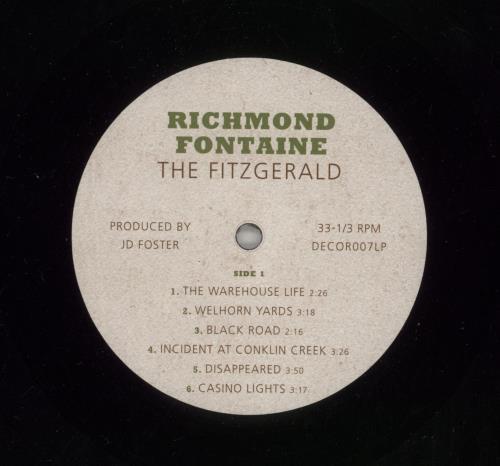 RICHMOND
FONTAINE
THE FITZGERALD
PRODUCED BY
JD FOSTER
33-1/3 RPM
DECOR007LP
SIDE 1
1. THE WAREHOUSE LIFE 2:26
2. WELHORN YARDS 3:18
3. BLACK ROAD 2:16
4. INCIDENT AT CONKLIN CREEK 3:26
5. DISAPPEARED 3:50
6. CASINO LIGHTS 3:17